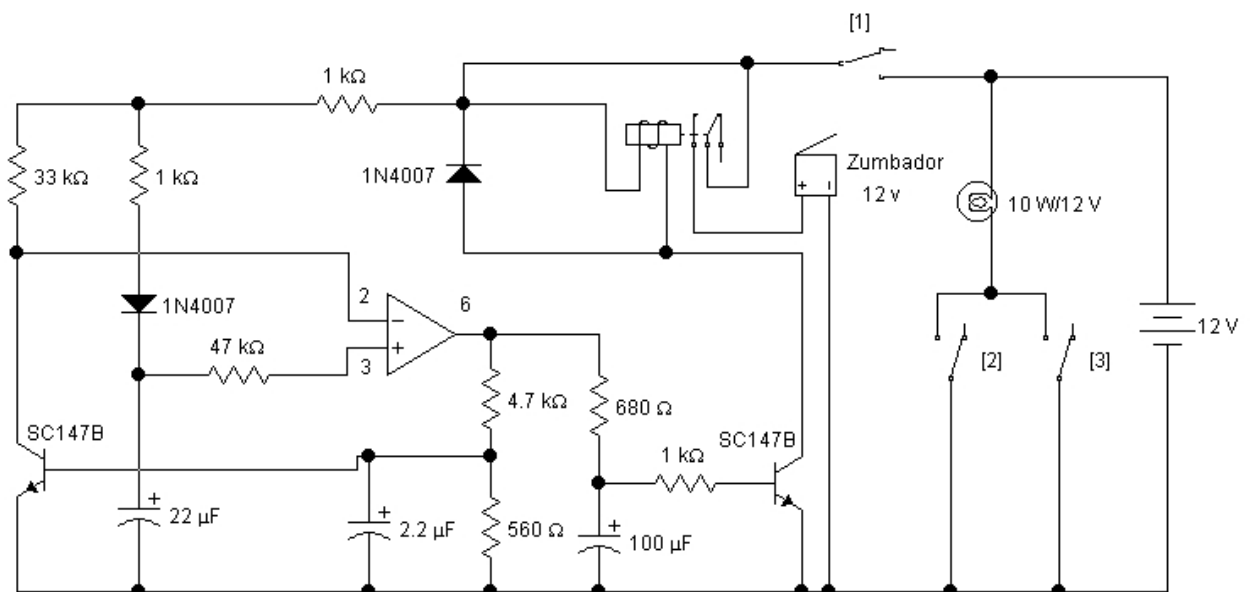 [1]
1 kΩ
33 kΩ
1 kΩ
1N4007
Zumbador
12 v
+
-
10 W/12 V
1N4007
2
6
−
+
3
47 kΩ
12 V
[2]
[3]
4.7 kΩ
680 Ω
SC147B
SC147B
1 kΩ
+
22 µF
+
2.2 µF
560 Ω
+
100 µF